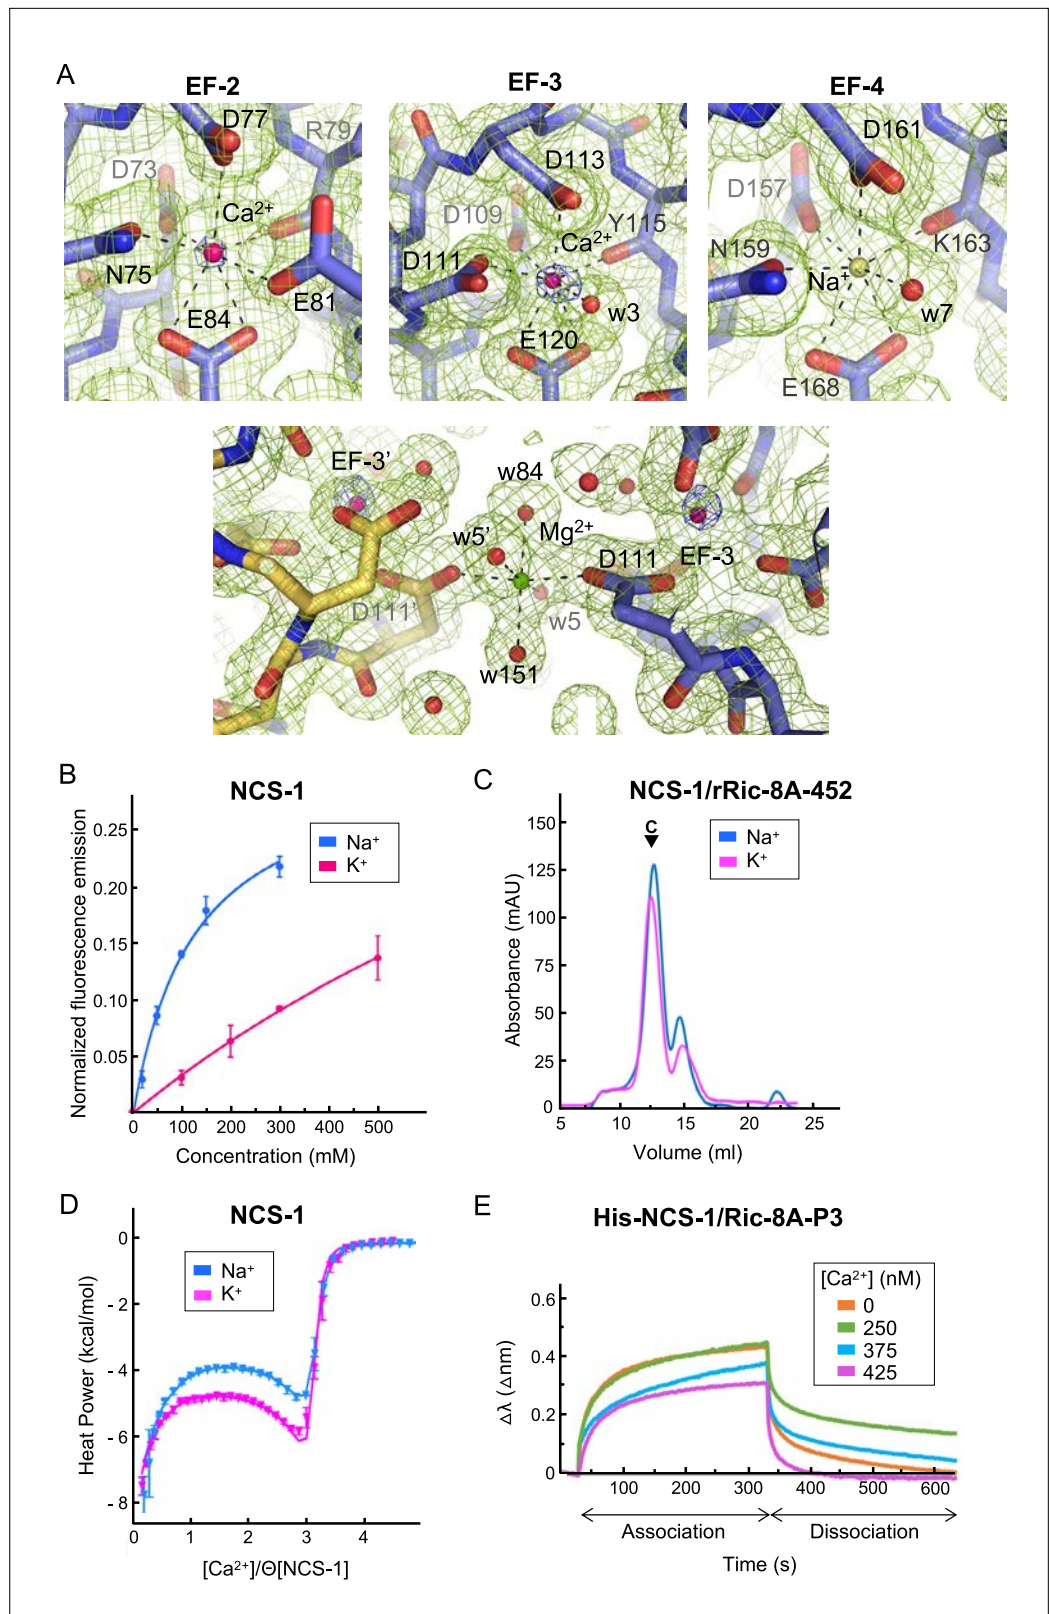 A
EF-2
EF-3
EF-4
D77
R79
D73
Ca²⁺
N75
E84
E81
D113
D109
Y115
Ca²⁺
D111
w3
E120
D161
D157
N159
K163
Na⁺
w7
E168
EF-3'
w84
w5'
Mg²⁺
D111
EF-3
D111'
w5
w151
B
NCS-1
Na⁺
K⁺
Normalized fluorescence emission
0.25
0.20
0.15
0.10
0.05
0 100 200 300 400 500
Concentration (mM)
C
NCS-1/rRic-8A-452
c
Na⁺
K⁺
Absorbance (mAU)
150
125
100
75
50
25
0
5 10 15 20 25
Volume (ml)
D
NCS-1
Na⁺
K⁺
Heat Power (kcal/mol)
0
- 2
- 4
- 6
- 8
0 1 2 3 4
[Ca²⁺]/Θ[NCS-1]
E
His-NCS-1/Ric-8A-P3
[Ca²⁺] (nM)
0
250
375
425
Δλ (Δnm)
0.6
0.4
0.2
0
100 200 300 400 500 600
Association
Dissociation
Time (s)